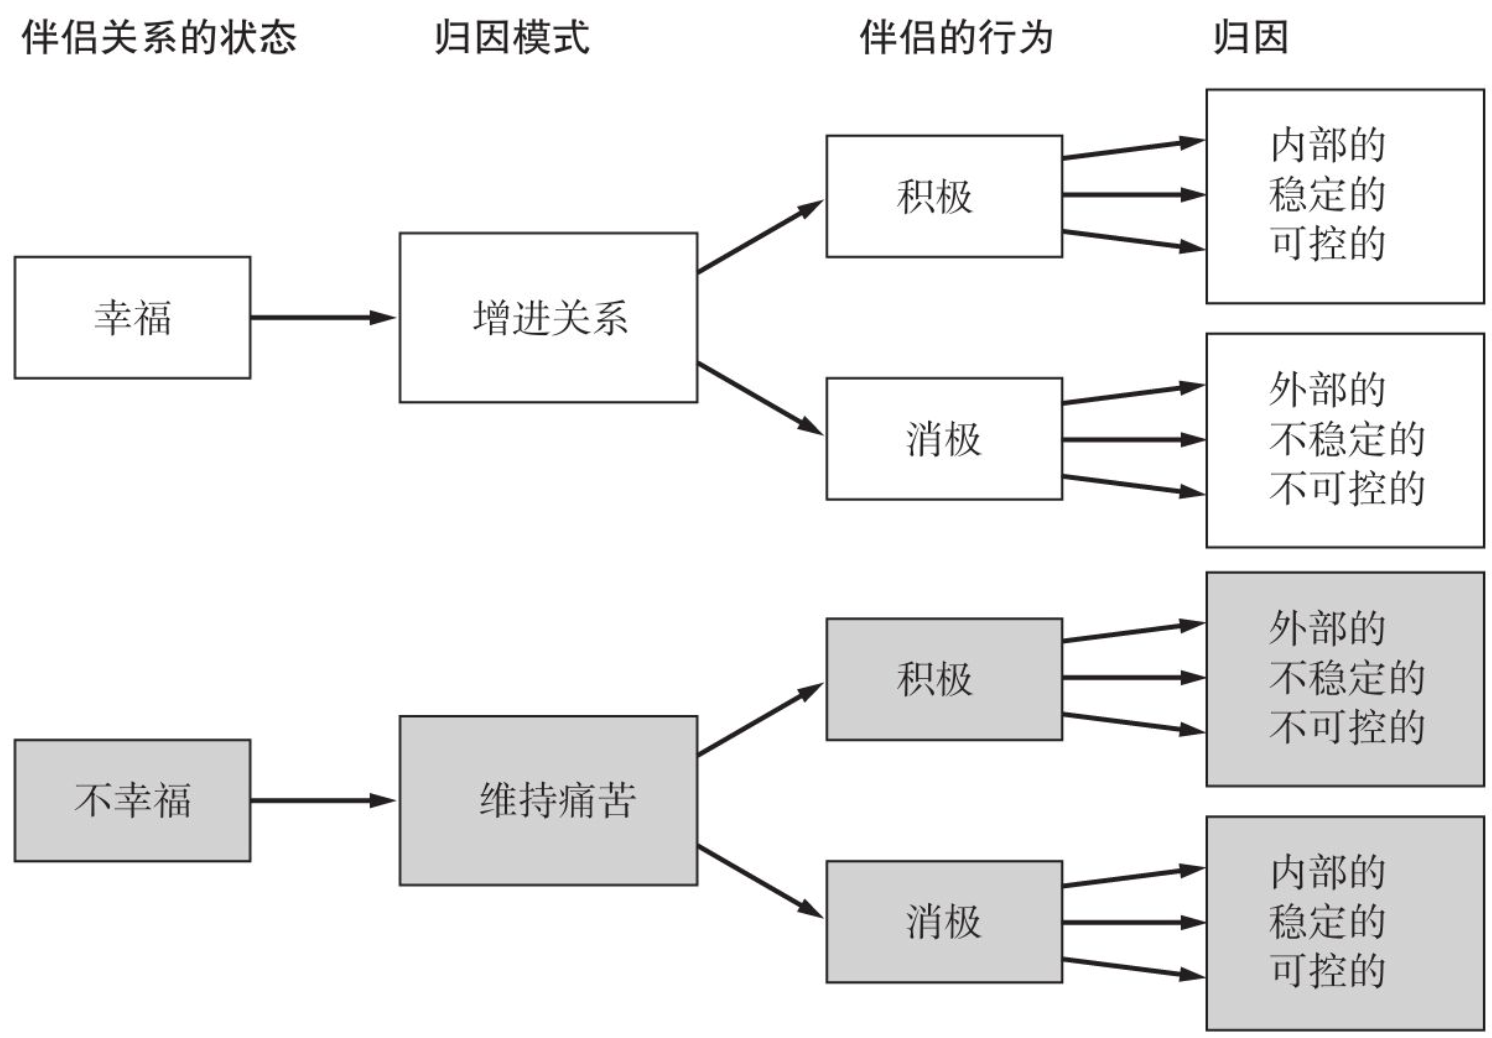 伴侣关系的状态
归因模式
伴侣的行为
归因
幸福
增进关系
积极
内部的
稳定的
可控的
消极
外部的
不稳定的
不可控的
不幸福
维持痛苦
积极
外部的
不稳定的
不可控的
消极
内部的
稳定的
可控的